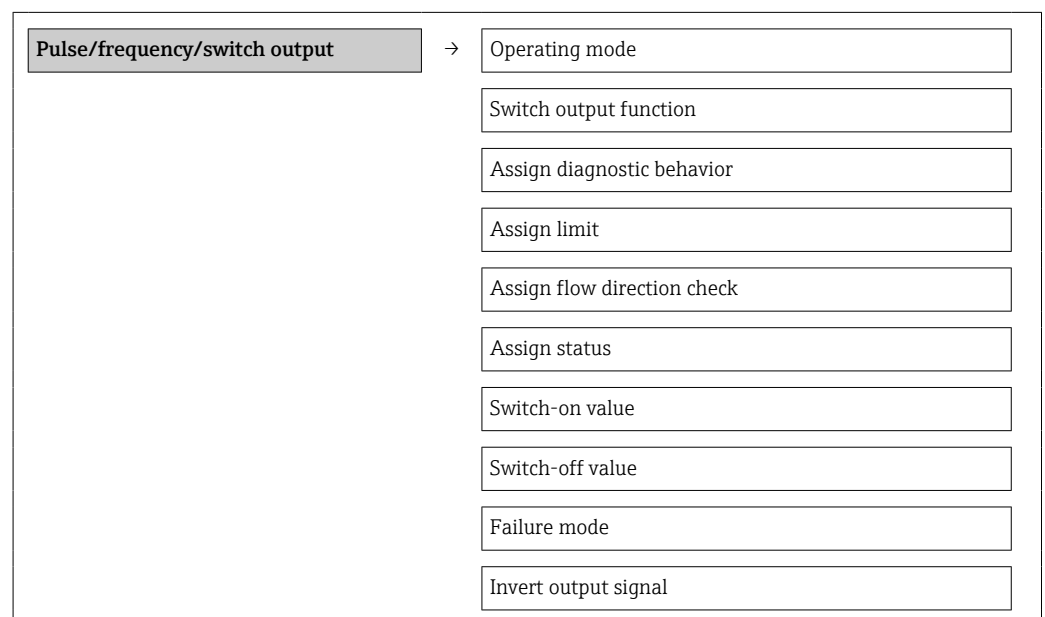 Pulse/frequency/switch output → Operating mode
Switch output function
Assign diagnostic behavior
Assign limit
Assign flow direction check
Assign status
Switch-on value
Switch-off value
Failure mode
Invert output signal